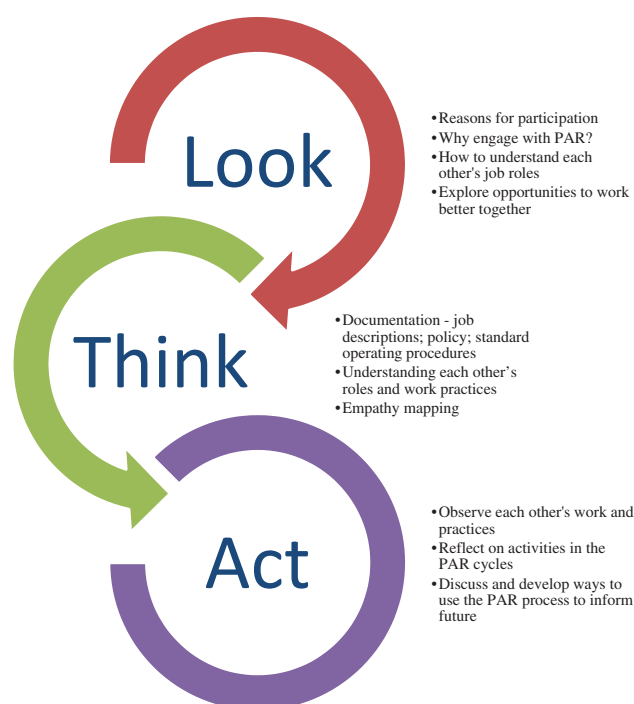 Look
•Reasons for participation
•Why engage with PAR?
•How to understand each
other's job roles
•Explore opportunities to work
better together
Think
•Documentation - job
descriptions; policy; standard
operating procedures
•Understanding each other’s
roles and work practices
•Empathy mapping
Act
•Observe each other's work and
practices
•Reflect on activities in the
PAR cycles
•Discuss and develop ways to
use the PAR process to inform
future